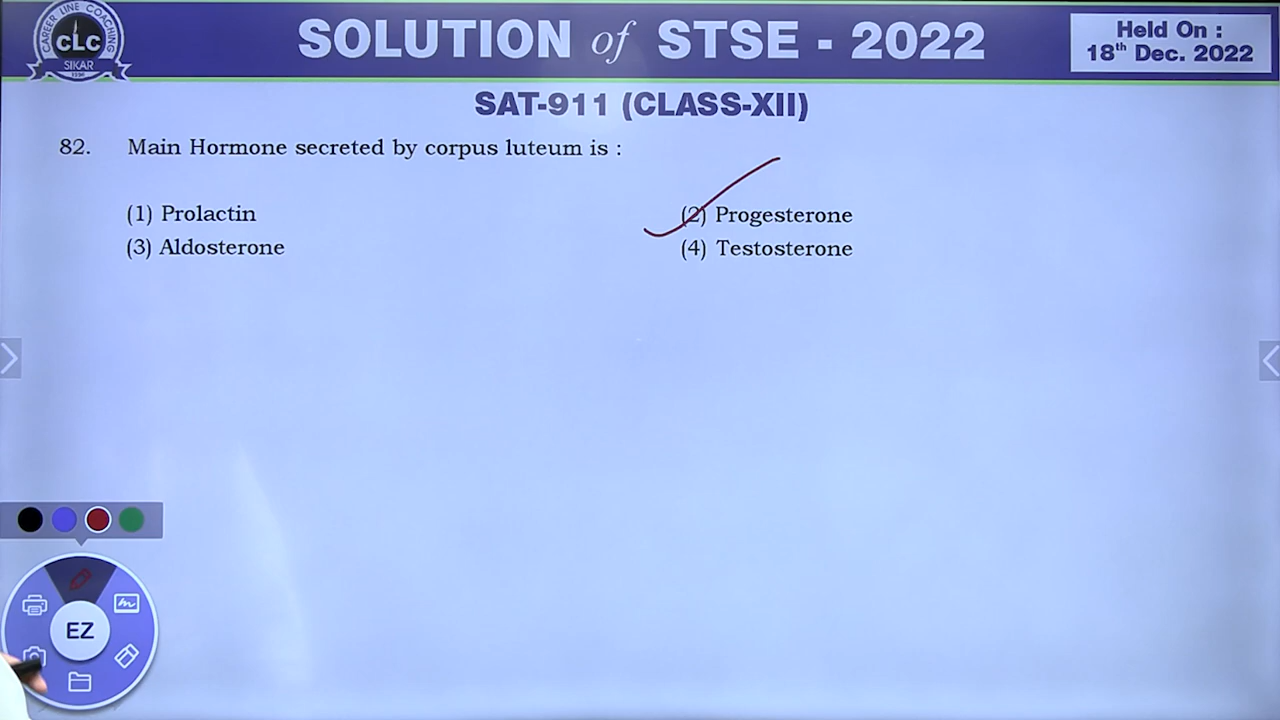 CAREER LINE COACHING
CLC
SIKAR
1996
SOLUTION of STSE - 2022
Held On :
18th Dec. 2022
SAT-911 (CLASS-XII)
82. Main Hormone secreted by corpus luteum is :
(1) Prolactin (2) Progesterone
(3) Aldosterone (4) Testosterone
EZ